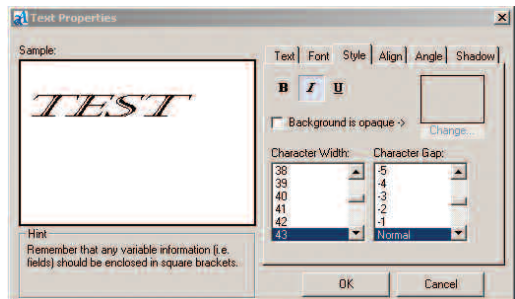 Text Properties
Sample:
TEST
Hint
Remember that any variable information (i.e.
fields) should be enclosed in square brackets.
Text Font Style Align Angle Shadow
B I U
Background is opaque ->
Change...
Character Width: Character Gap:
38 -5
39 -4
40 -3
41 -2
42 -1
43 Normal
OK Cancel